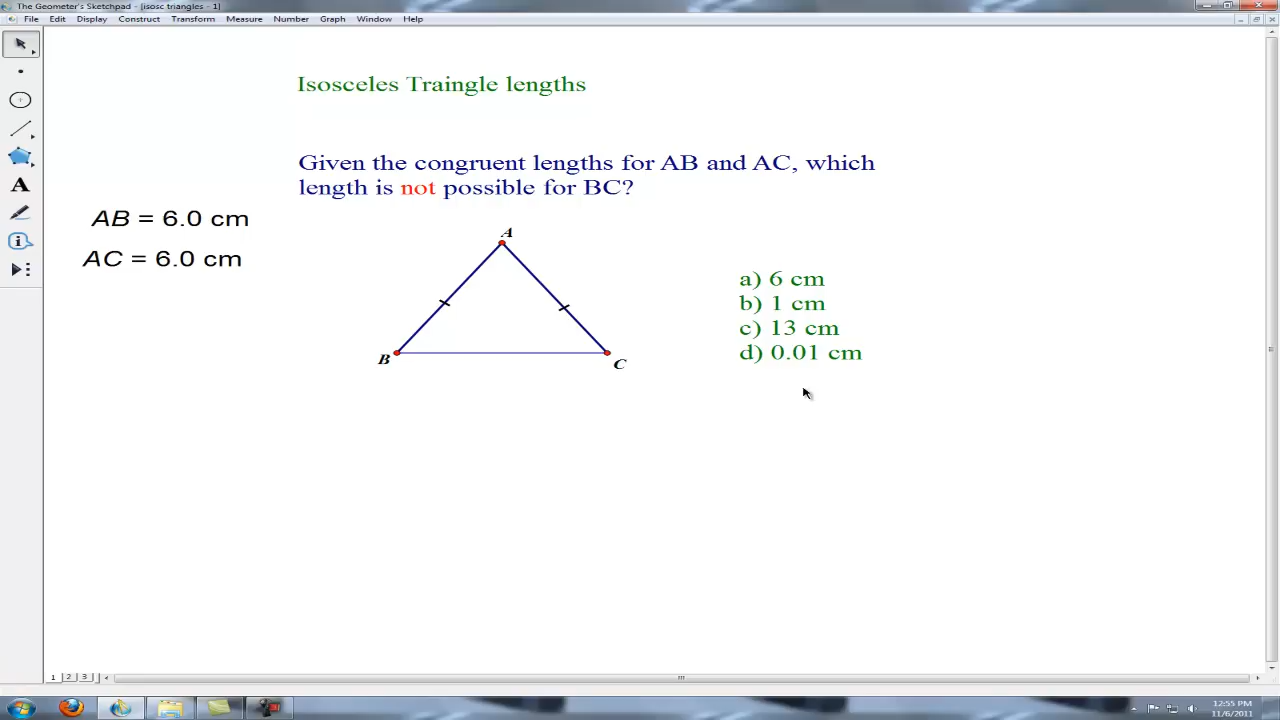 The Geometer's Sketchpad - [isosc triangles - 1]
File Edit Display Construct Transform Measure Number Graph Window Help
Isosceles Traingle lengths
Given the congruent lengths for AB and AC, which
length is not possible for BC?
AB = 6.0 cm
AC = 6.0 cm
A
B
C
a) 6 cm
b) 1 cm
c) 13 cm
d) 0.01 cm
A
1 2 3
12:55 PM
11/6/2011